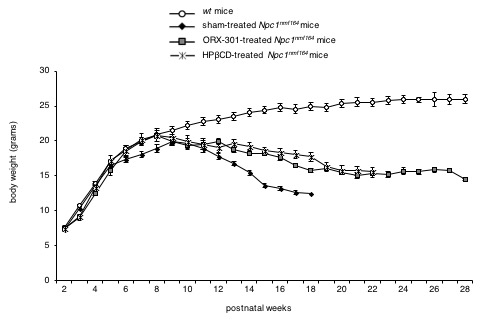 wt mice
sham-treated Npc1nmf164 mice
ORX-301-treated Npc1nmf164 mice
HPβCD-treated Npc1nmf164 mice
30
25
20
15
10
5
0
body weight (grams)
2 4 6 8 10 12 14 16 18 20 22 24 26 28
postnatal weeks